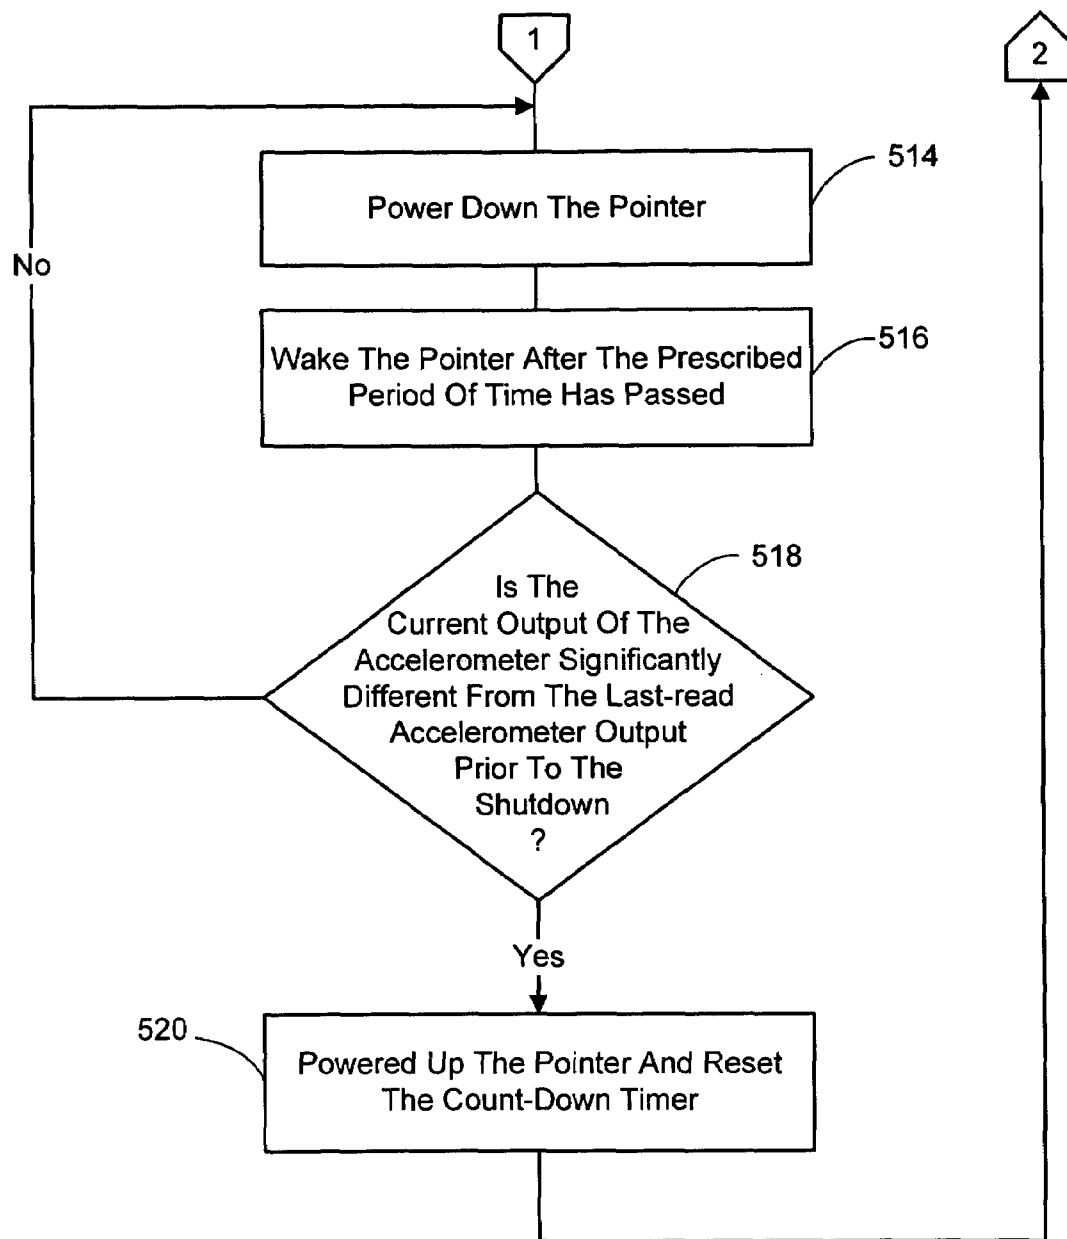 1
2
514
Power Down The Pointer
No
516
Wake The Pointer After The Prescribed
Period Of Time Has Passed
518
Is The
Current Output Of The
Accelerometer Significantly
Different From The Last-read
Accelerometer Output
Prior To The
Shutdown
?
Yes
520
Powered Up The Pointer And Reset
The Count-Down Timer